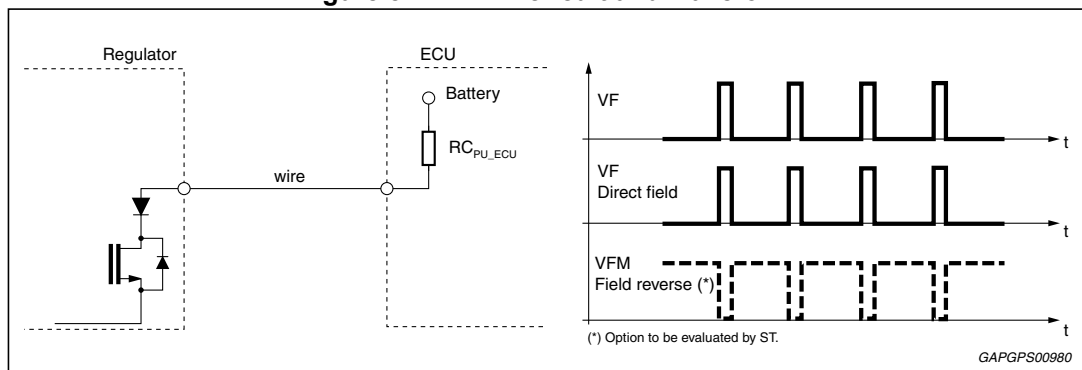 Regulator
ECU
Battery
RC_PU_ECU
wire
VF
t
VF
Direct field
t
VFM
Field reverse (*)
t
(*) Option to be evaluated by ST.
GAPGPS00980